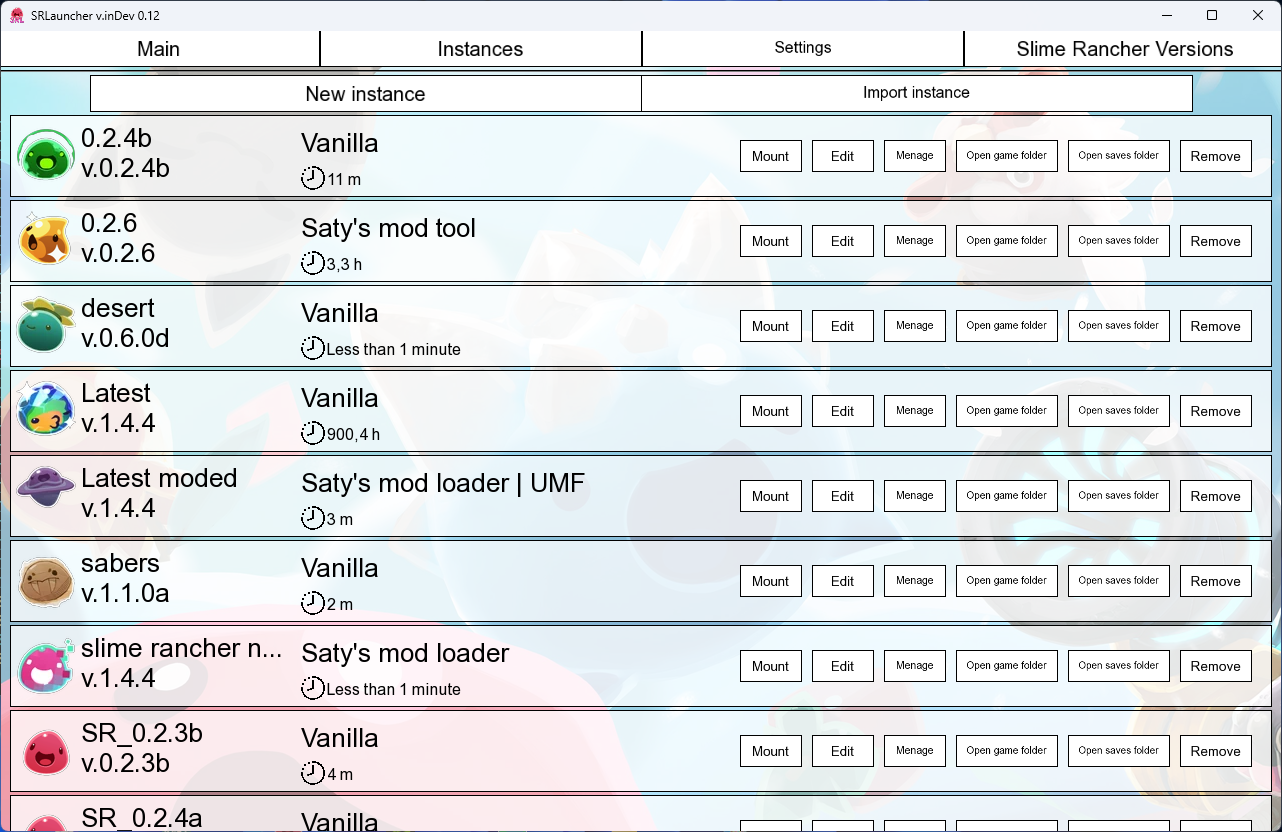 SRLauncher v.inDev 0.12
Main Instances Settings Slime Rancher Versions
New instance Import instance
0.2.4b
v.0.2.4b
Vanilla
11 m
Mount Edit Menage Open game folder Open saves folder Remove
0.2.6
v.0.2.6
Saty's mod tool
3,3 h
Mount Edit Menage Open game folder Open saves folder Remove
desert
v.0.6.0d
Vanilla
Less than 1 minute
Mount Edit Menage Open game folder Open saves folder Remove
Latest
v.1.4.4
Vanilla
900,4 h
Mount Edit Menage Open game folder Open saves folder Remove
Latest moded
v.1.4.4
Saty's mod loader | UMF
3 m
Mount Edit Menage Open game folder Open saves folder Remove
sabers
v.1.1.0a
Vanilla
2 m
Mount Edit Menage Open game folder Open saves folder Remove
slime rancher n...
v.1.4.4
Saty's mod loader
Less than 1 minute
Mount Edit Menage Open game folder Open saves folder Remove
SR_0.2.3b
v.0.2.3b
Vanilla
4 m
Mount Edit Menage Open game folder Open saves folder Remove
SR_0.2.4a
Vanilla